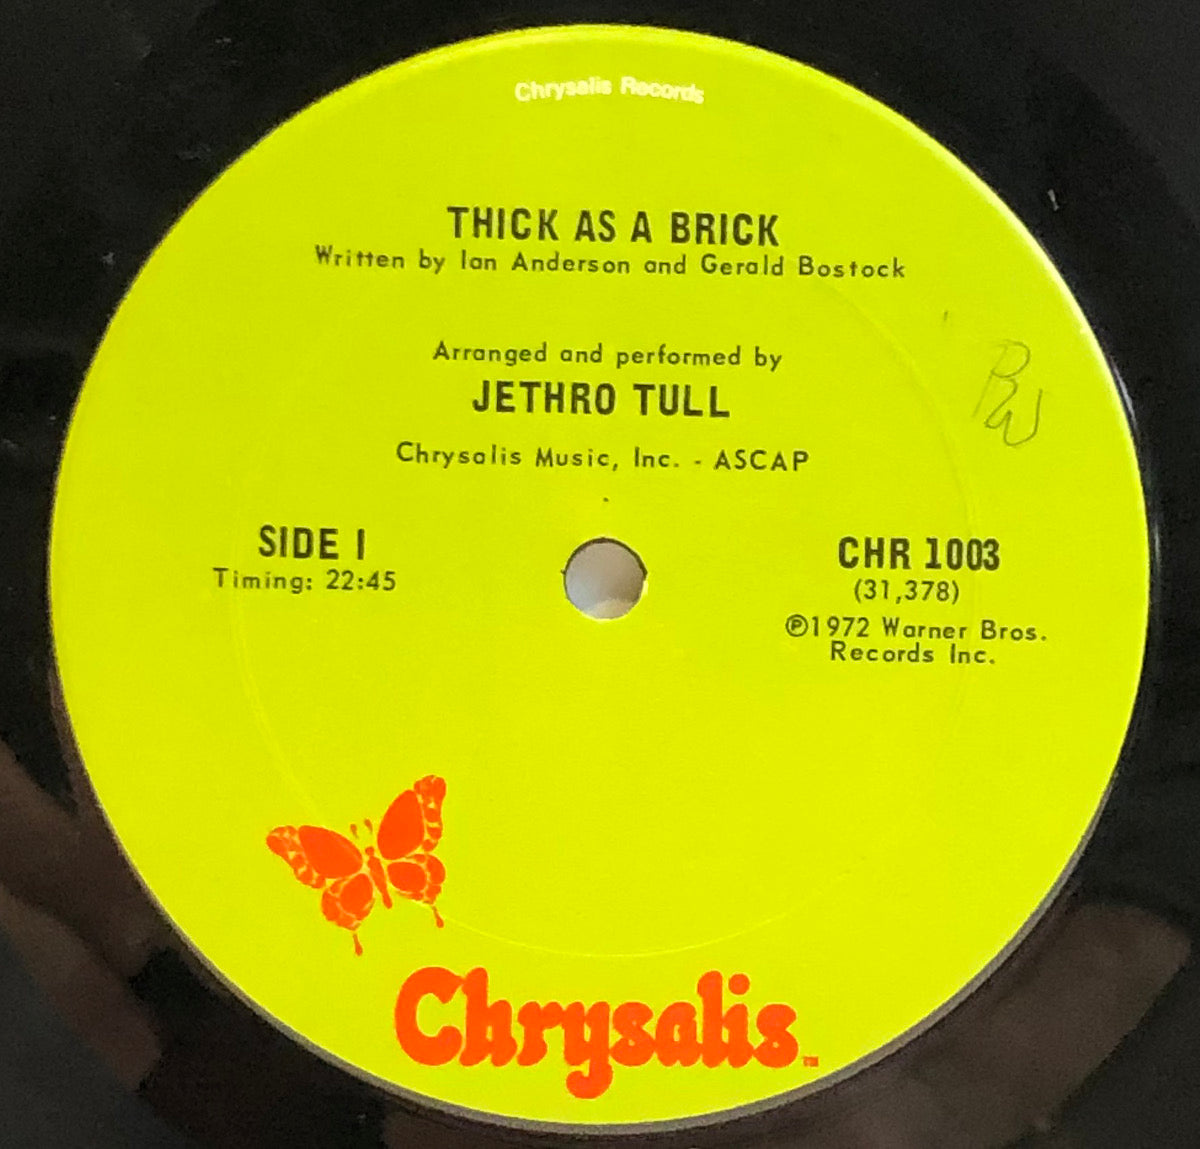 Chrysalis Records
THICK AS A BRICK
Written by Ian Anderson and Gerald Bostock
Arranged and performed by
JETHRO TULL
Chrysalis Music, Inc. - ASCAP
SIDE I
Timing: 22:45
CHR 1003
(31,378)
℗1972 Warner Bros.
Records Inc.
Chrysalis™